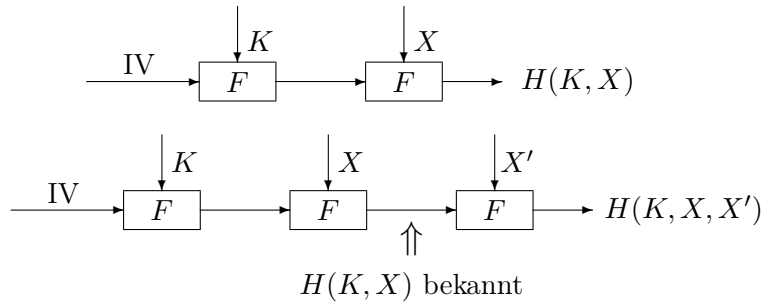 K X
IV F F H(K, X)
K X X′
IV F F F H(K, X, X′)
⇑
H(K, X) bekannt